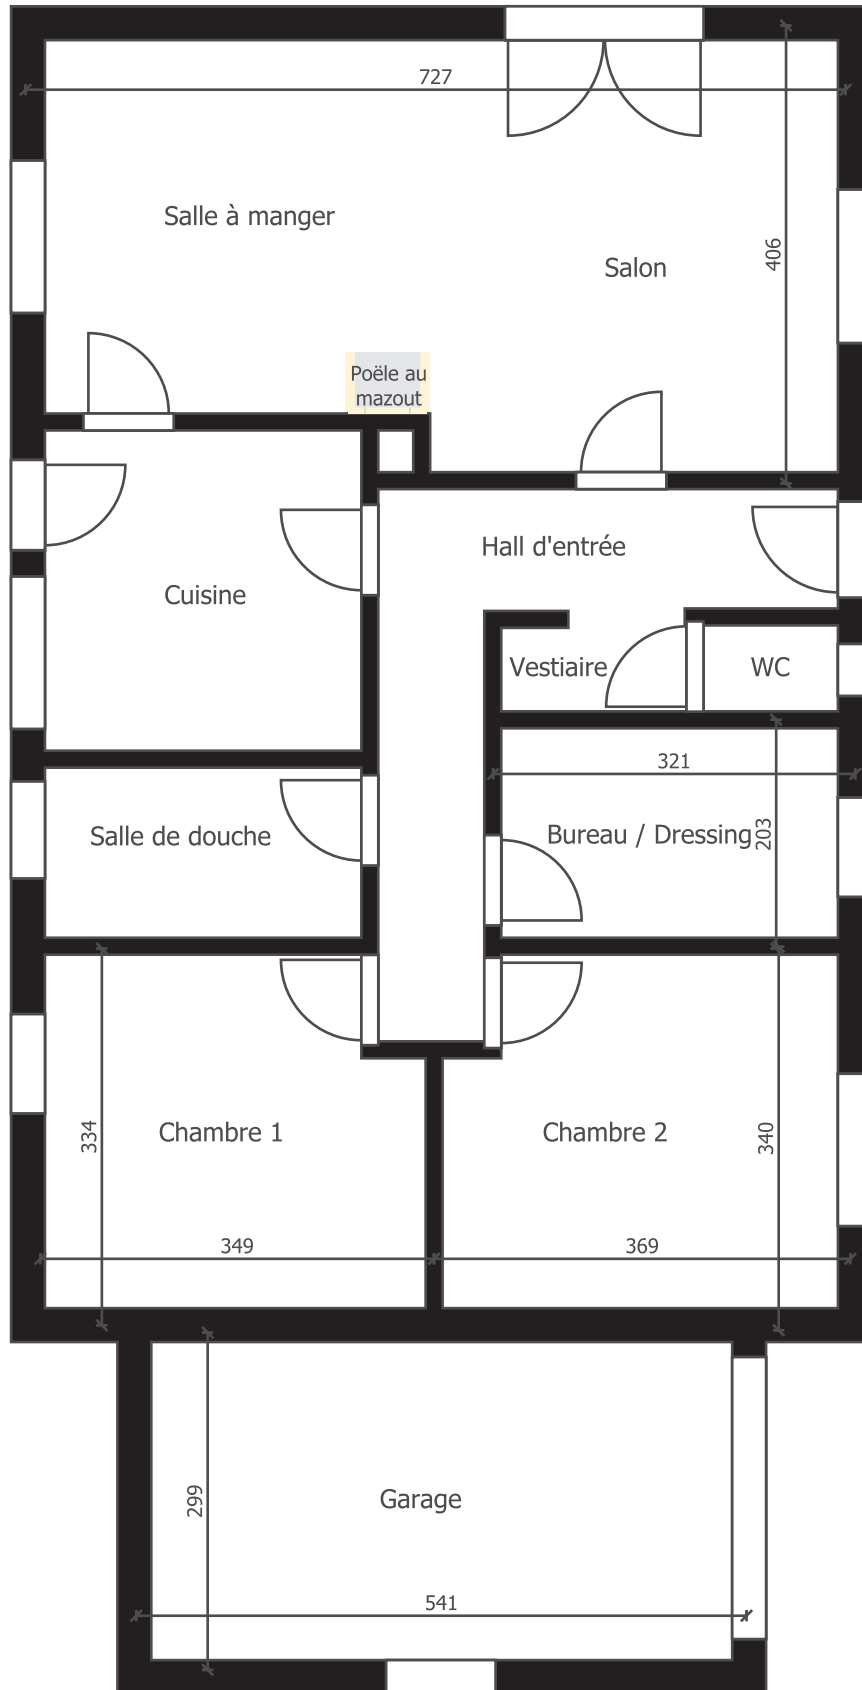 727
Salle à manger
406
Salon
Poële au
mazout
Hall d'entrée
Cuisine
Vestiaire
WC
321
203
Salle de douche
Bureau / Dressing
334
Chambre 1
Chambre 2
340
349
369
299
Garage
541